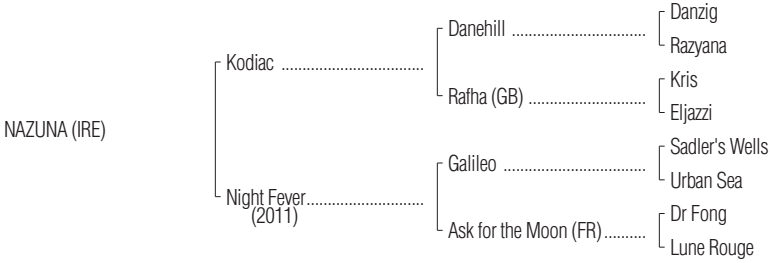 Danzig
Danehill
Razyana
Kodiac
Kris
Rafha (GB)
Eljazzi
NAZUNA (IRE)
Sadler's Wells
Galileo
Urban Sea
Night Fever
(2011)
Dr Fong
Ask for the Moon (FR)
Lune Rouge